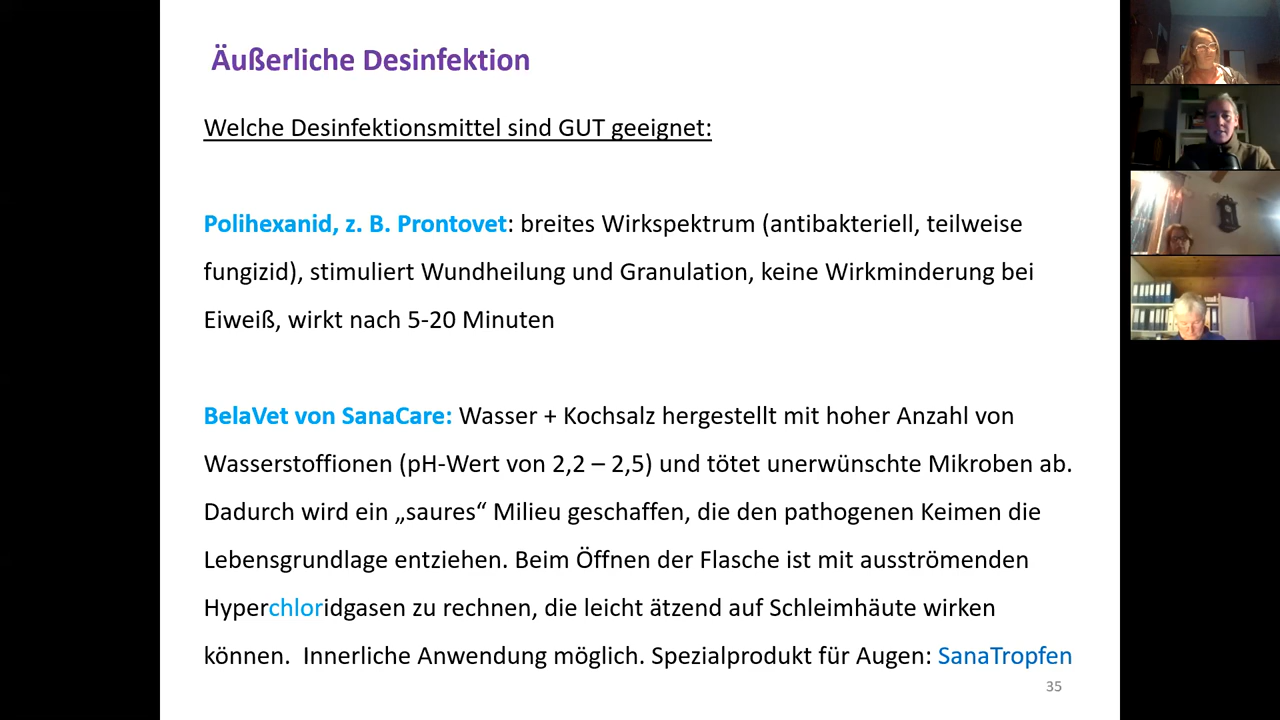 Äußerliche Desinfektion
Welche Desinfektionsmittel sind GUT geeignet:
Polihexanid, z. B. Prontovet: breites Wirkspektrum (antibakteriell, teilweise
fungizid), stimuliert Wundheilung und Granulation, keine Wirkminderung bei
Eiweiß, wirkt nach 5-20 Minuten
BelaVet von SanaCare: Wasser + Kochsalz hergestellt mit hoher Anzahl von
Wasserstoffionen (pH-Wert von 2,2 – 2,5) und tötet unerwünschte Mikroben ab.
Dadurch wird ein „saures“ Milieu geschaffen, die den pathogenen Keimen die
Lebensgrundlage entziehen. Beim Öffnen der Flasche ist mit ausströmenden
Hyperchloridgasen zu rechnen, die leicht ätzend auf Schleimhäute wirken
können.  Innerliche Anwendung möglich. Spezialprodukt für Augen: SanaTropfen
35